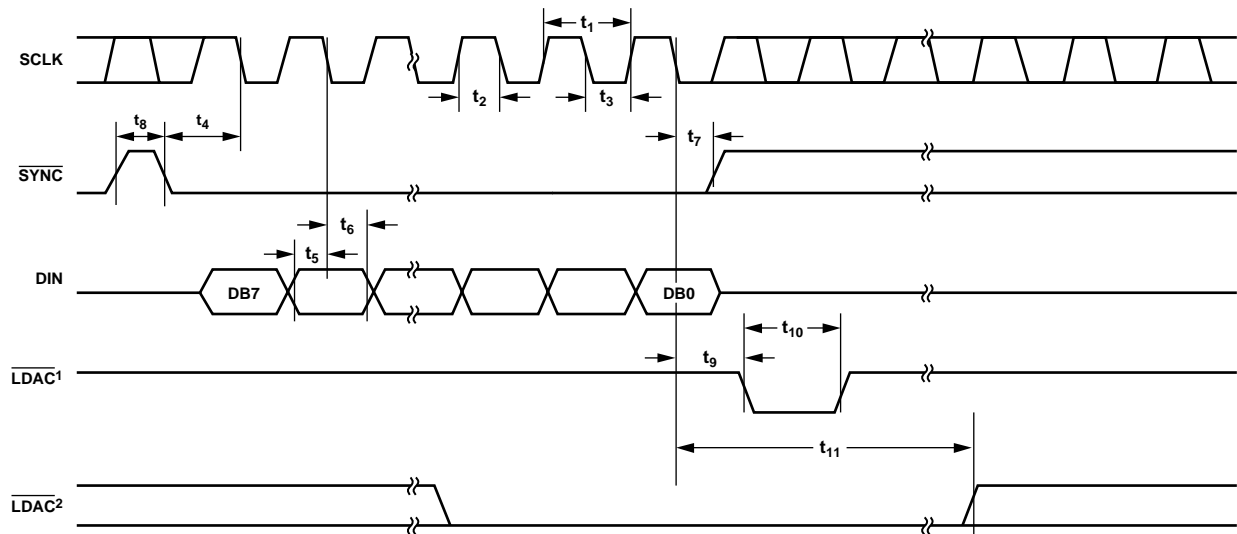 t1
SCLK
t2
t3
t8
t4
t7
SYNC
t6
t5
DIN
DB7
DB0
t10
t9
LDAC1
t11
LDAC2